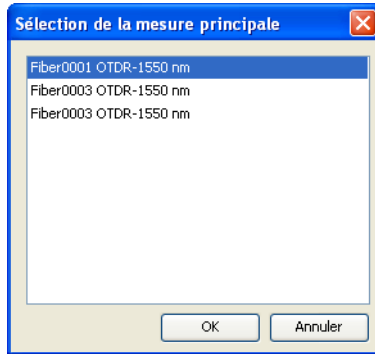 Sélection de la mesure principale
Fiber0001 OTDR-1550 nm
Fiber0003 OTDR-1550 nm
Fiber0003 OTDR-1550 nm
OK
Annuler